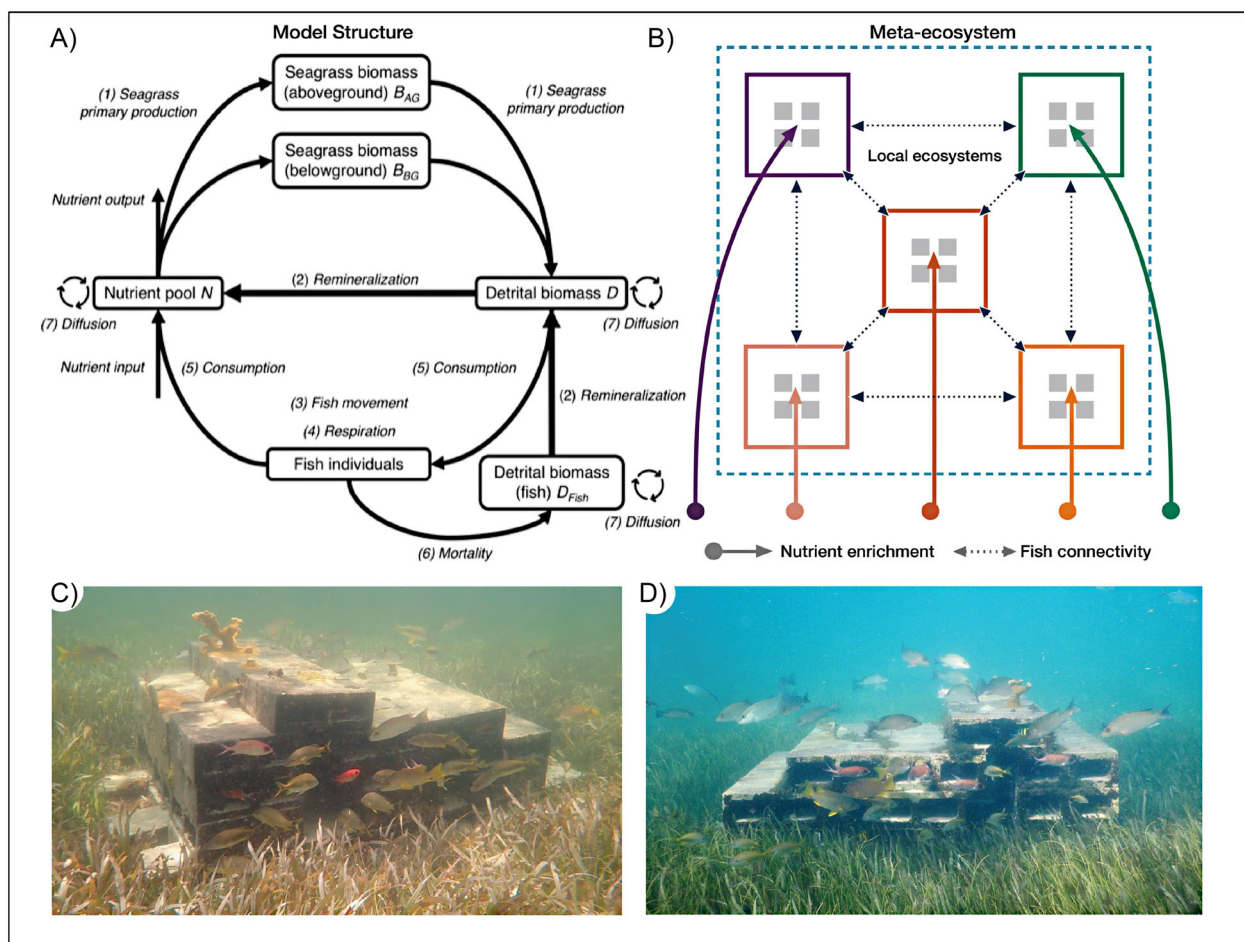 A)
Model Structure
Seagrass biomass
(aboveground) B_AG
(1) Seagrass
primary production
(1) Seagrass
primary production
Seagrass biomass
(belowground) B_BG
Nutrient output
(2) Remineralization
Nutrient pool N
Detrital biomass D
(7) Diffusion
(7) Diffusion
Nutrient input
(5) Consumption
(5) Consumption
(2) Remineralization
(3) Fish movement
(4) Respiration
Fish individuals
Detrital biomass
(fish) D_Fish
(7) Diffusion
(6) Mortality
B)
Meta-ecosystem
Local ecosystems
Nutrient enrichment
Fish connectivity
C)
D)